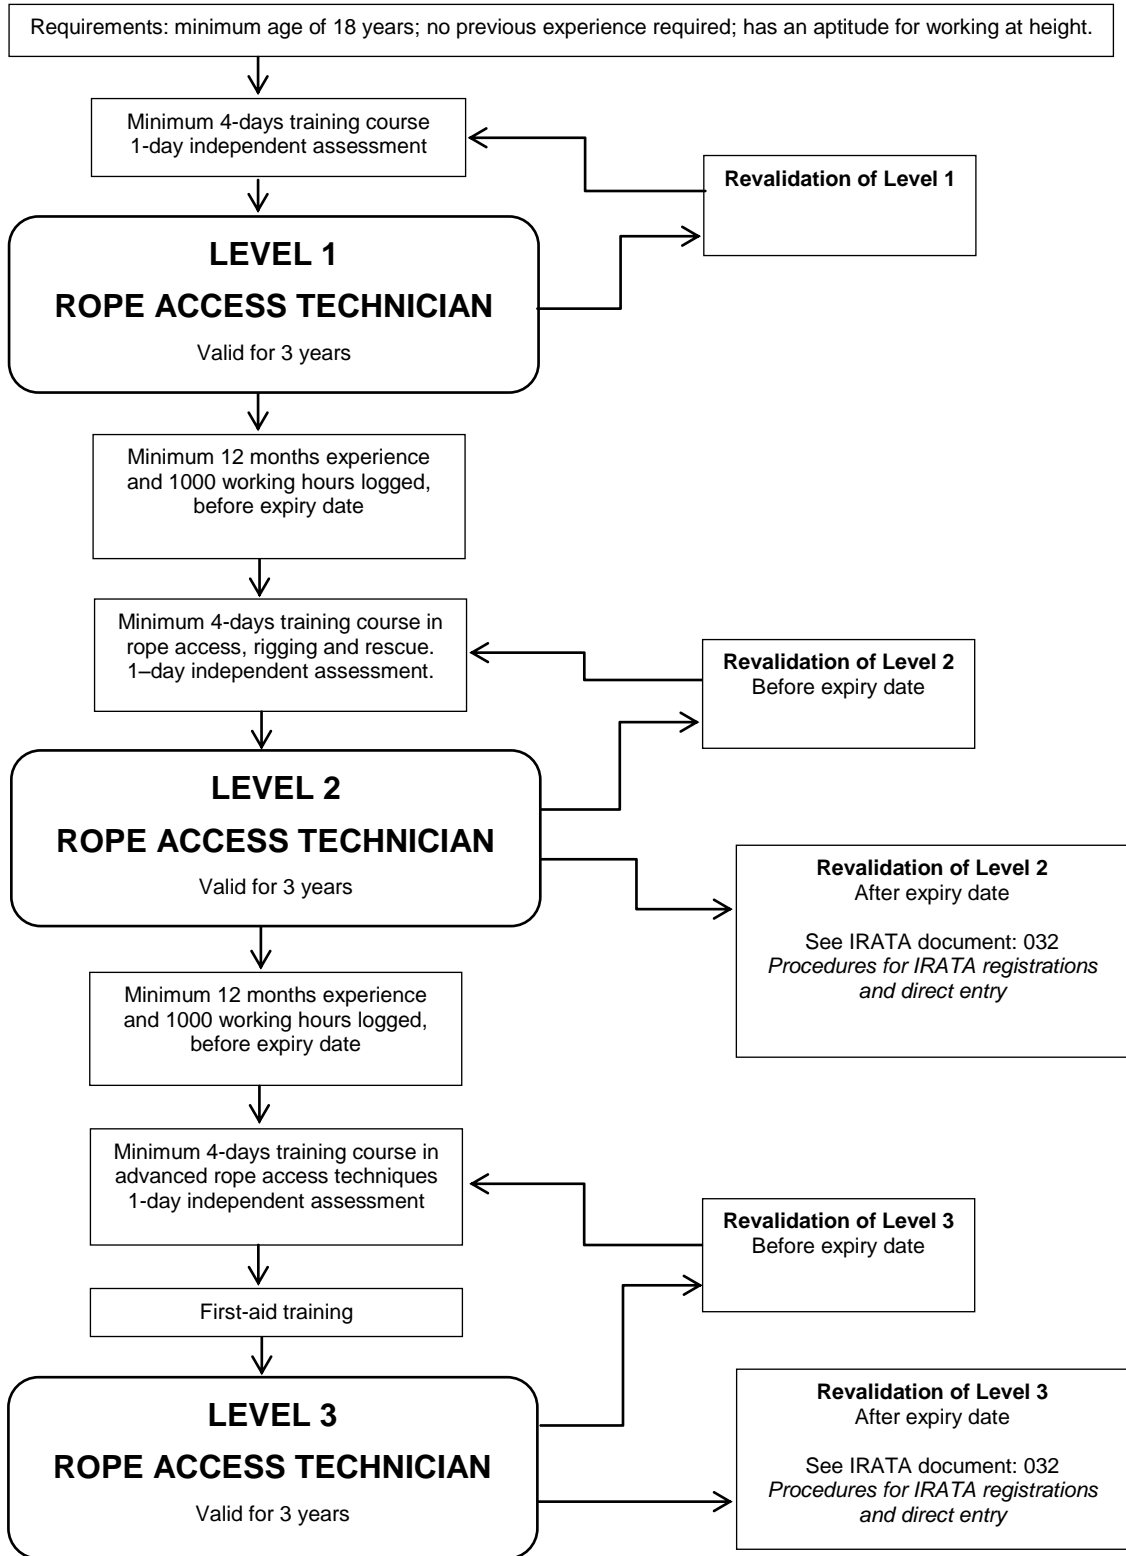 Requirements: minimum age of 18 years; no previous experience required; has an aptitude for working at height.
Minimum 4-days training course
1-day independent assessment
Revalidation of Level 1
LEVEL 1
ROPE ACCESS TECHNICIAN
Valid for 3 years
Minimum 12 months experience
and 1000 working hours logged,
before expiry date
Minimum 4-days training course in
rope access, rigging and rescue.
1–day independent assessment.
Revalidation of Level 2
Before expiry date
LEVEL 2
ROPE ACCESS TECHNICIAN
Valid for 3 years
Revalidation of Level 2
After expiry date
See IRATA document: 032
Procedures for IRATA registrations
and direct entry
Minimum 12 months experience
and 1000 working hours logged,
before expiry date
Minimum 4-days training course in
advanced rope access techniques
1-day independent assessment
Revalidation of Level 3
Before expiry date
First-aid training
LEVEL 3
ROPE ACCESS TECHNICIAN
Valid for 3 years
Revalidation of Level 3
After expiry date
See IRATA document: 032
Procedures for IRATA registrations
and direct entry